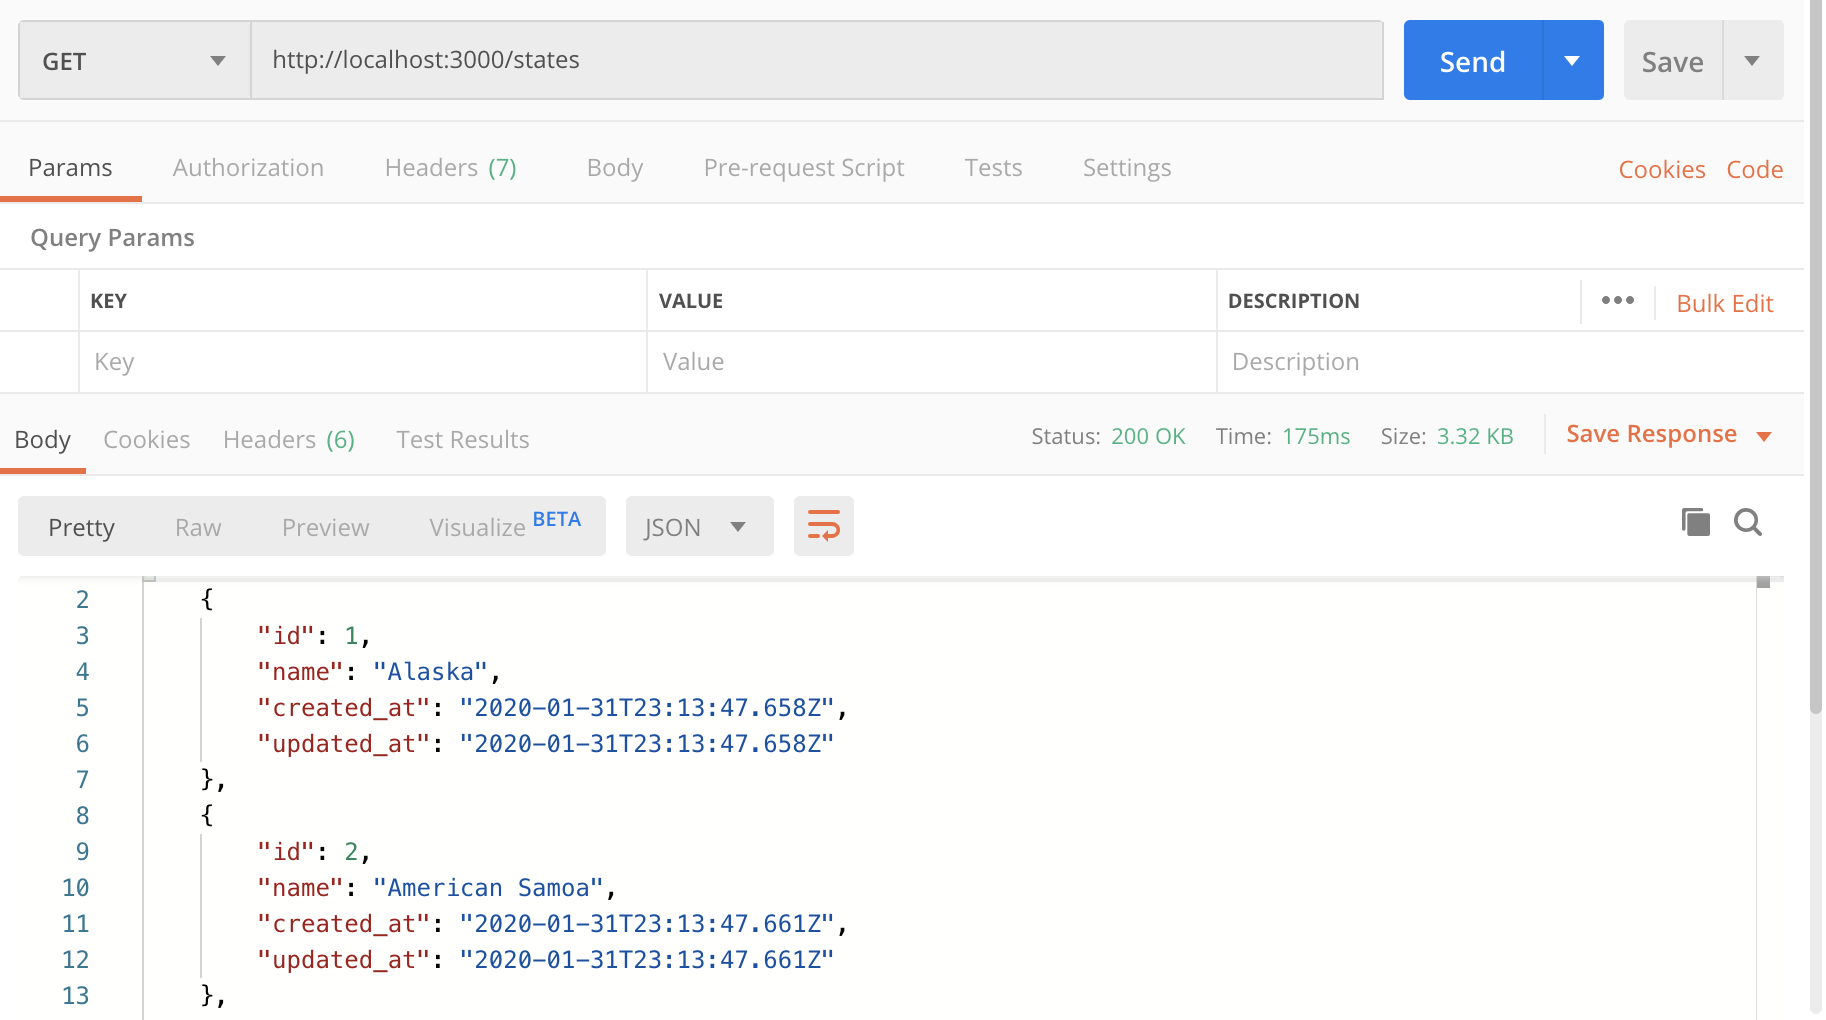 GET http://localhost:3000/states Send Save
Params Authorization Headers (7) Body Pre-request Script Tests Settings Cookies Code
Query Params
KEY VALUE DESCRIPTION ••• Bulk Edit
Key Value Description
Body Cookies Headers (6) Test Results Status: 200 OK Time: 175ms Size: 3.32 KB Save Response
Pretty Raw Preview Visualize BETA JSON
2 {
3 "id": 1,
4 "name": "Alaska",
5 "created_at": "2020-01-31T23:13:47.658Z",
6 "updated_at": "2020-01-31T23:13:47.658Z"
7 },
8 {
9 "id": 2,
10 "name": "American Samoa",
11 "created_at": "2020-01-31T23:13:47.661Z",
12 "updated_at": "2020-01-31T23:13:47.661Z"
13 },